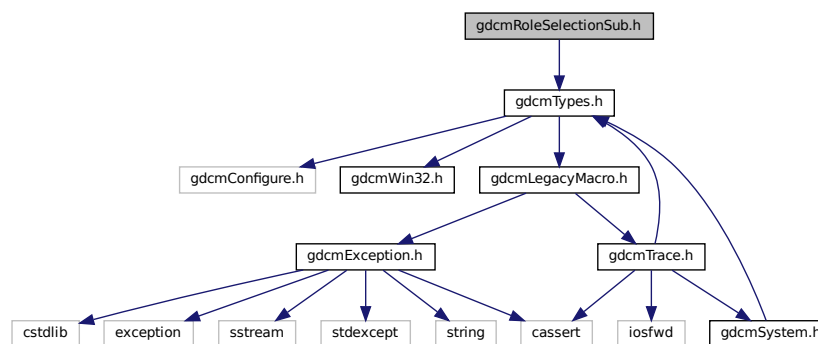 gdcmRoleSelectionSub.h
gdcmTypes.h
gdcmConfigure.h
gdcmWin32.h
gdcmLegacyMacro.h
gdcmException.h
gdcmTrace.h
cstdlib
exception
sstream
stdexcept
string
cassert
iosfwd
gdcmSystem.h